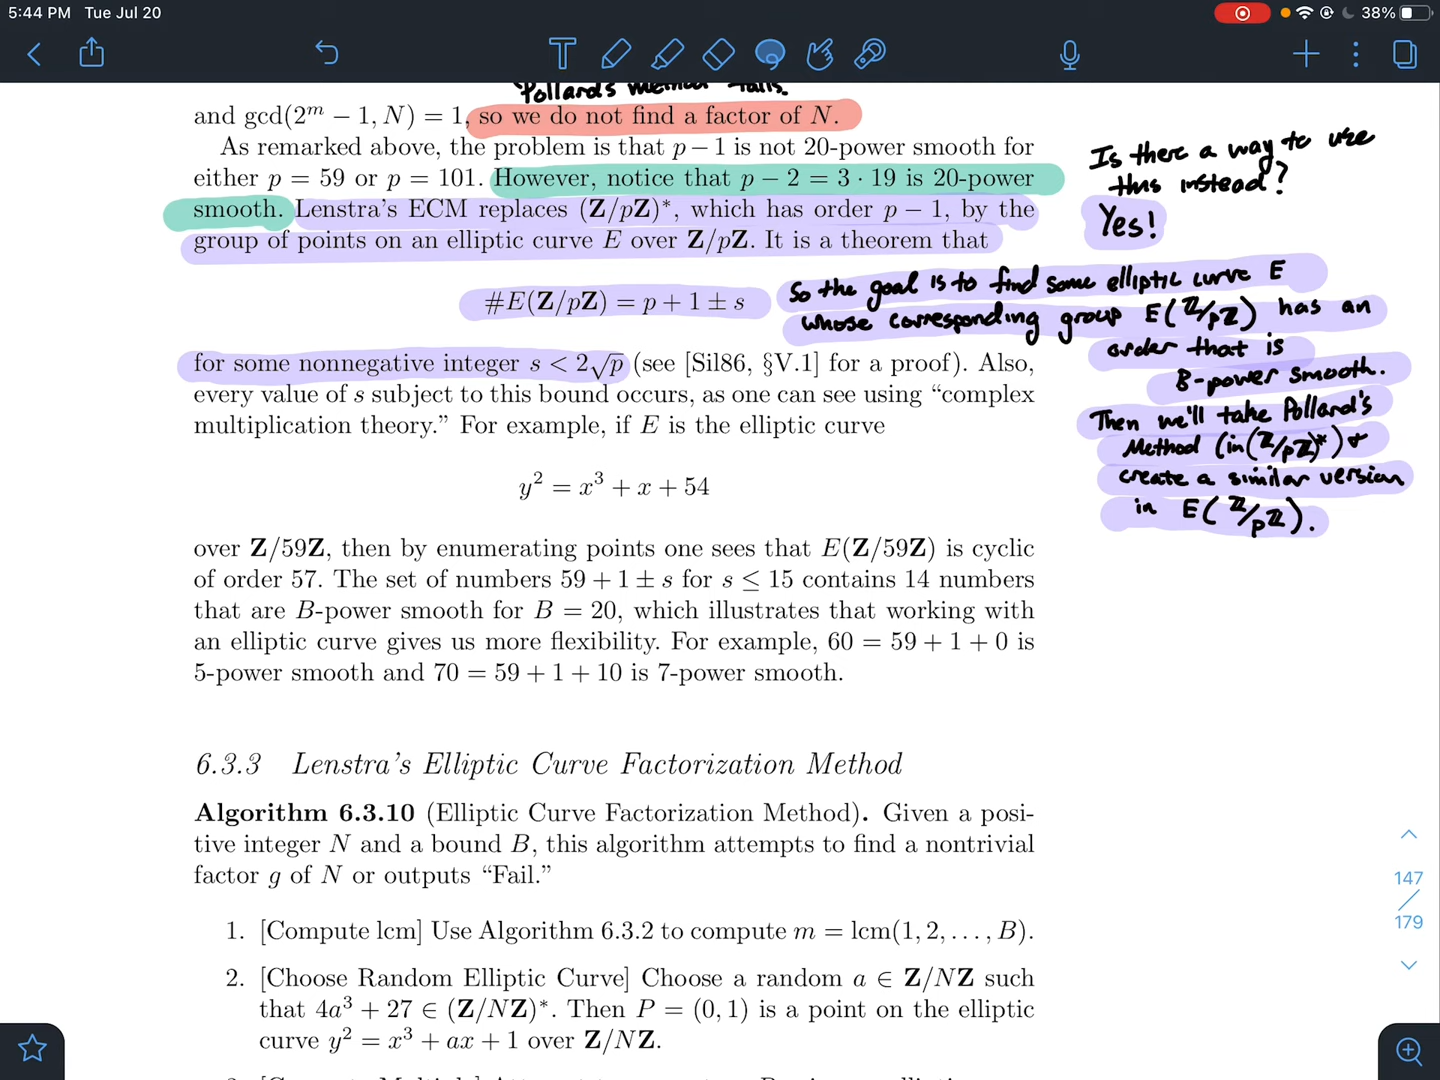 5:44 PM Tue Jul 20
38%
Pollard's method fails.
and gcd(2^m − 1, N) = 1, so we do not find a factor of N.
As remarked above, the problem is that p − 1 is not 20-power smooth for
either p = 59 or p = 101. However, notice that p − 2 = 3 · 19 is 20-power
smooth. Lenstra's ECM replaces (Z/pZ)*, which has order p − 1, by the
group of points on an elliptic curve E over Z/pZ. It is a theorem that
#E(Z/pZ) = p + 1 ± s
for some nonnegative integer s < 2√p (see [Sil86, §V.1] for a proof). Also,
every value of s subject to this bound occurs, as one can see using “complex
multiplication theory.” For example, if E is the elliptic curve
y² = x³ + x + 54
over Z/59Z, then by enumerating points one sees that E(Z/59Z) is cyclic
of order 57. The set of numbers 59 + 1 ± s for s ≤ 15 contains 14 numbers
that are B-power smooth for B = 20, which illustrates that working with
an elliptic curve gives us more flexibility. For example, 60 = 59 + 1 + 0 is
5-power smooth and 70 = 59 + 1 + 10 is 7-power smooth.
Is there a way to use
this instead?
Yes!
So the goal is to find some elliptic curve E
whose corresponding group E(ℤ/pℤ) has an
order that is
B-power smooth.
Then we'll take Pollard's
Method (in (ℤ/pℤ)*) &
create a similar version
in E(ℤ/pℤ).
6.3.3 Lenstra's Elliptic Curve Factorization Method
Algorithm 6.3.10 (Elliptic Curve Factorization Method). Given a posi-
tive integer N and a bound B, this algorithm attempts to find a nontrivial
factor g of N or outputs “Fail.”
1. [Compute lcm] Use Algorithm 6.3.2 to compute m = lcm(1, 2, . . . , B).
2. [Choose Random Elliptic Curve] Choose a random a ∈ Z/NZ such
that 4a³ + 27 ∈ (Z/NZ)*. Then P = (0, 1) is a point on the elliptic
curve y² = x³ + ax + 1 over Z/NZ.
147
179